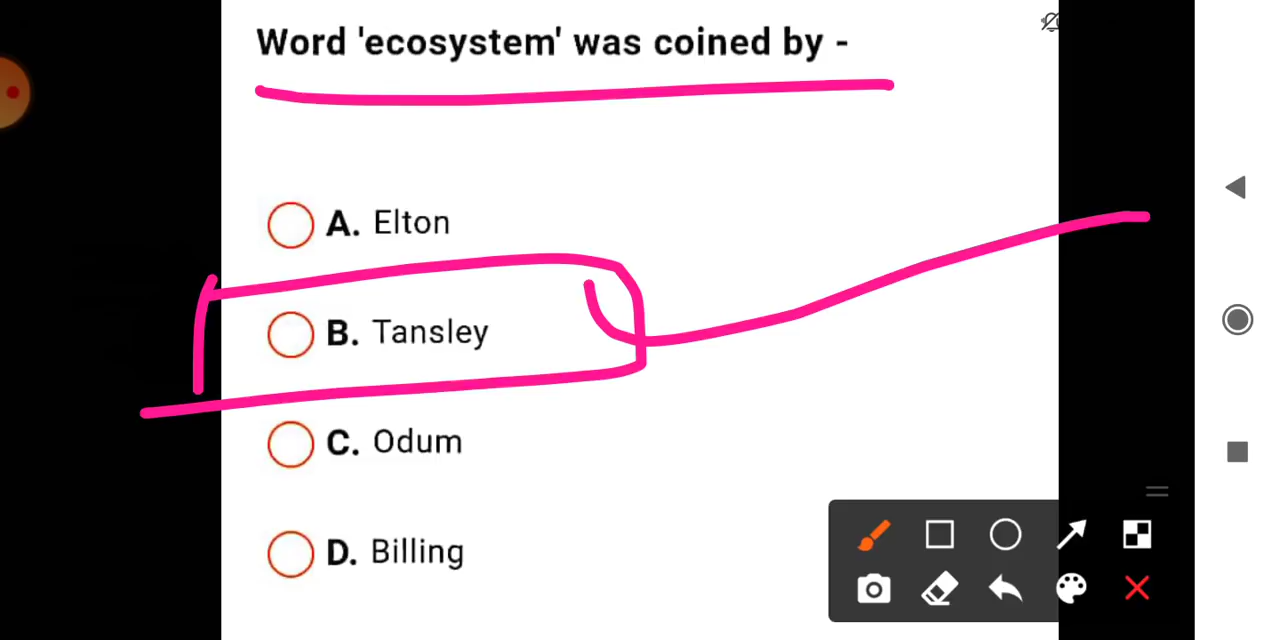 Word 'ecosystem' was coined by -
A. Elton
B. Tansley
C. Odum
D. Billing